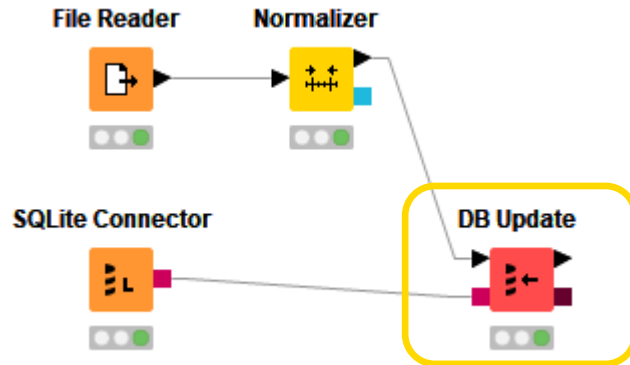 File Reader
Normalizer
SQLite Connector
DB Update
L